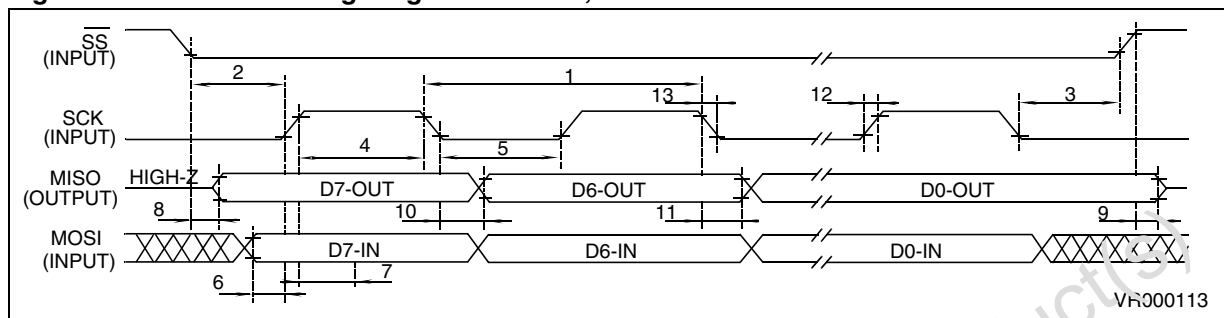 SS
(INPUT)
2
1
13
12
3
SCK
(INPUT)
4
5
MISO
(OUTPUT)
HIGH-Z
D7-OUT
D6-OUT
D0-OUT
8
10
11
9
MOSI
(INPUT)
D7-IN
D6-IN
D0-IN
6
7
VR000113